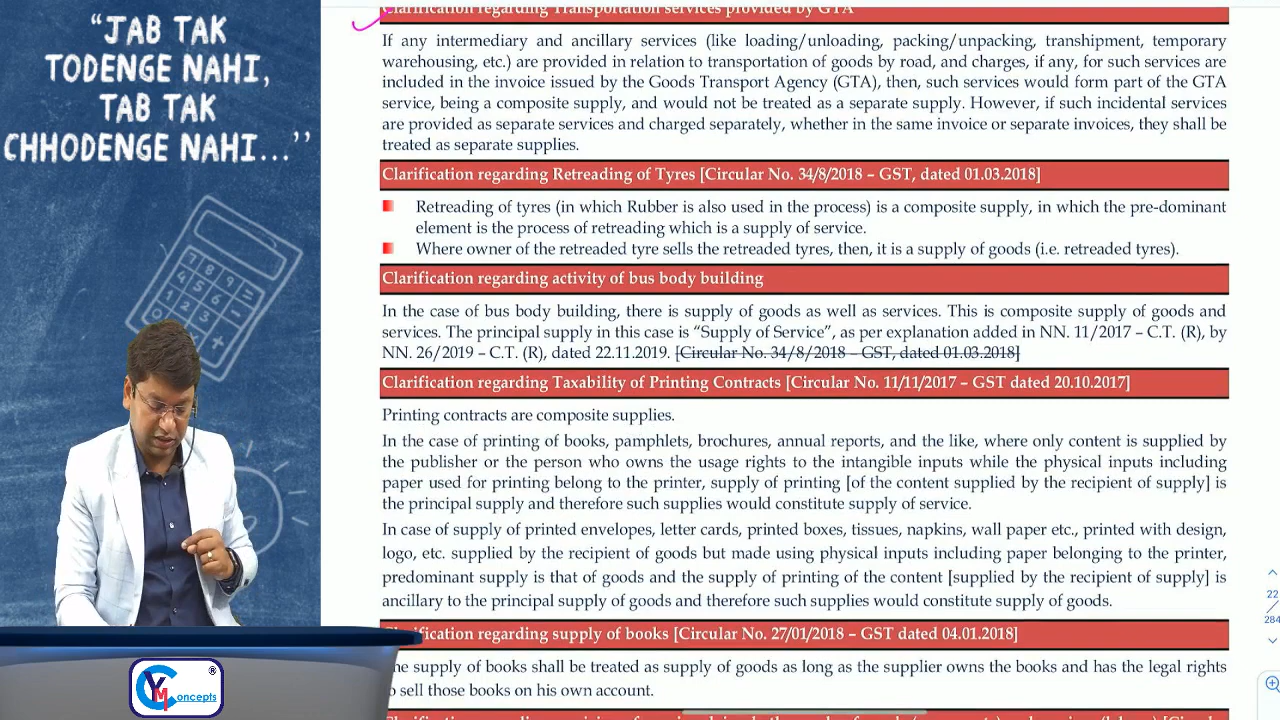 “JAB TAK
TODENGE NAHI,
TAB TAK
CHHODENGE NAHI...’’
Clarification regarding Transportation services provided by GTA
If any intermediary and ancillary services (like loading/unloading, packing/unpacking, transhipment, temporary
warehousing, etc.) are provided in relation to transportation of goods by road, and charges, if any, for such services are
included in the invoice issued by the Goods Transport Agency (GTA), then, such services would form part of the GTA
service, being a composite supply, and would not be treated as a separate supply. However, if such incidental services
are provided as separate services and charged separately, whether in the same invoice or separate invoices, they shall be
treated as separate supplies.
Clarification regarding Retreading of Tyres [Circular No. 34/8/2018 – GST, dated 01.03.2018]
Retreading of tyres (in which Rubber is also used in the process) is a composite supply, in which the pre-dominant
element is the process of retreading which is a supply of service.
Where owner of the retreaded tyre sells the retreaded tyres, then, it is a supply of goods (i.e. retreaded tyres).
Clarification regarding activity of bus body building
In the case of bus body building, there is supply of goods as well as services. This is composite supply of goods and
services. The principal supply in this case is “Supply of Service”, as per explanation added in NN. 11/2017 – C.T. (R), by
NN. 26/2019 – C.T. (R), dated 22.11.2019. [Circular No. 34/8/2018 – GST, dated 01.03.2018]
Clarification regarding Taxability of Printing Contracts [Circular No. 11/11/2017 – GST dated 20.10.2017]
Printing contracts are composite supplies.
In the case of printing of books, pamphlets, brochures, annual reports, and the like, where only content is supplied by
the publisher or the person who owns the usage rights to the intangible inputs while the physical inputs including
paper used for printing belong to the printer, supply of printing [of the content supplied by the recipient of supply] is
the principal supply and therefore such supplies would constitute supply of service.
In case of supply of printed envelopes, letter cards, printed boxes, tissues, napkins, wall paper etc., printed with design,
logo, etc. supplied by the recipient of goods but made using physical inputs including paper belonging to the printer,
predominant supply is that of goods and the supply of printing of the content [supplied by the recipient of supply] is
ancillary to the principal supply of goods and therefore such supplies would constitute supply of goods.
rification regarding supply of books [Circular No. 27/01/2018 – GST dated 04.01.2018]
he supply of books shall be treated as supply of goods as long as the supplier owns the books and has the legal rights
o sell those books on his own account.
22
284
YM Concepts ®